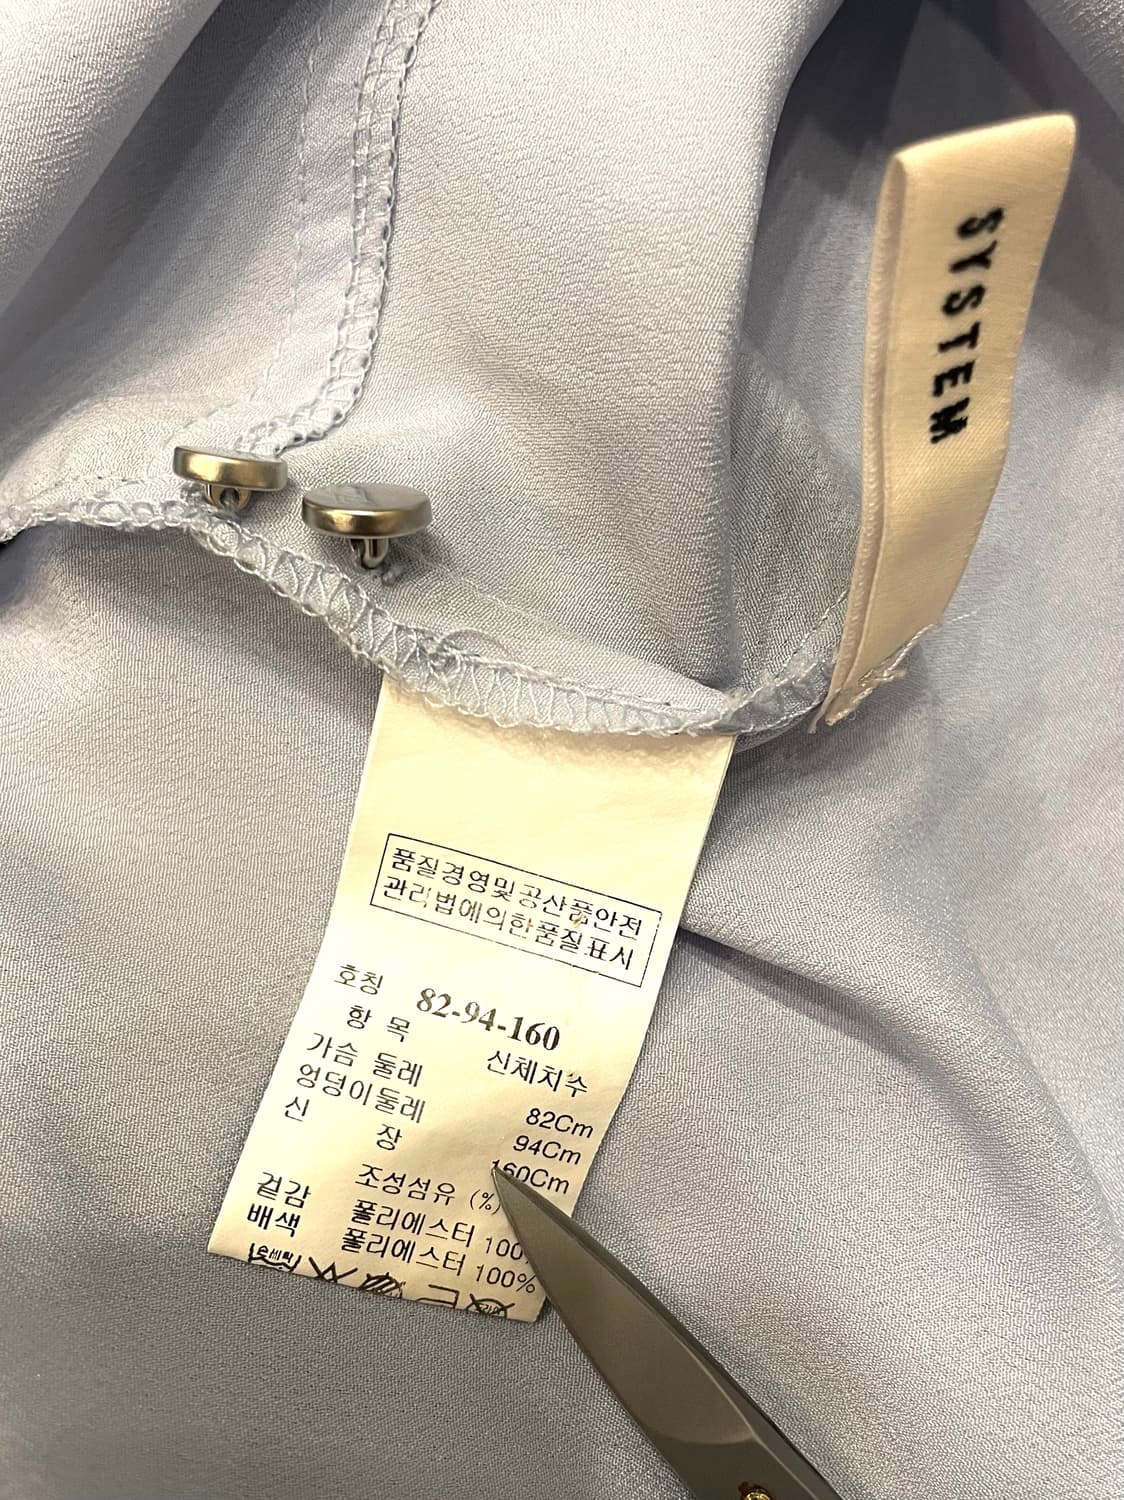 SYSTEM
품질경영및공산품안전
관리법에의한품질표시
호칭 82-94-160
항 목 신체치수
가슴 둘레 82Cm
엉덩이둘레 94Cm
신 장 160Cm
조성섬유 (%)
겉감 폴리에스터 100
배색 폴리에스터 100%